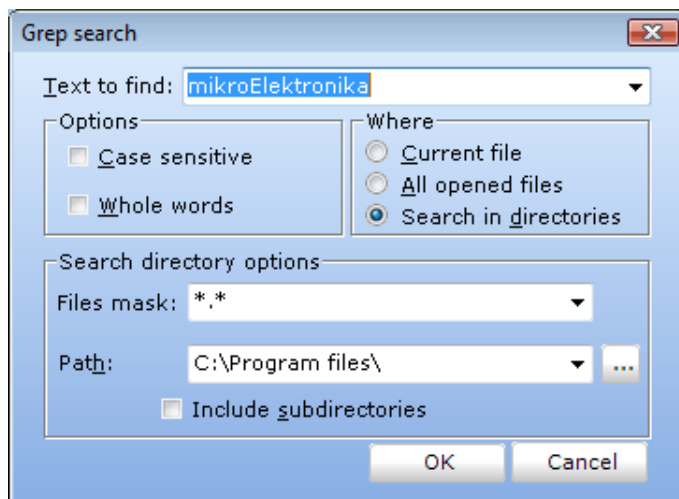 Grep search
Text to find: mikroElektronika
Options
Case sensitive
Whole words
Where
Current file
All opened files
Search in directories
Search directory options
Files mask: *.*
Path: C:\Program files\ ...
Include subdirectories
OK Cancel